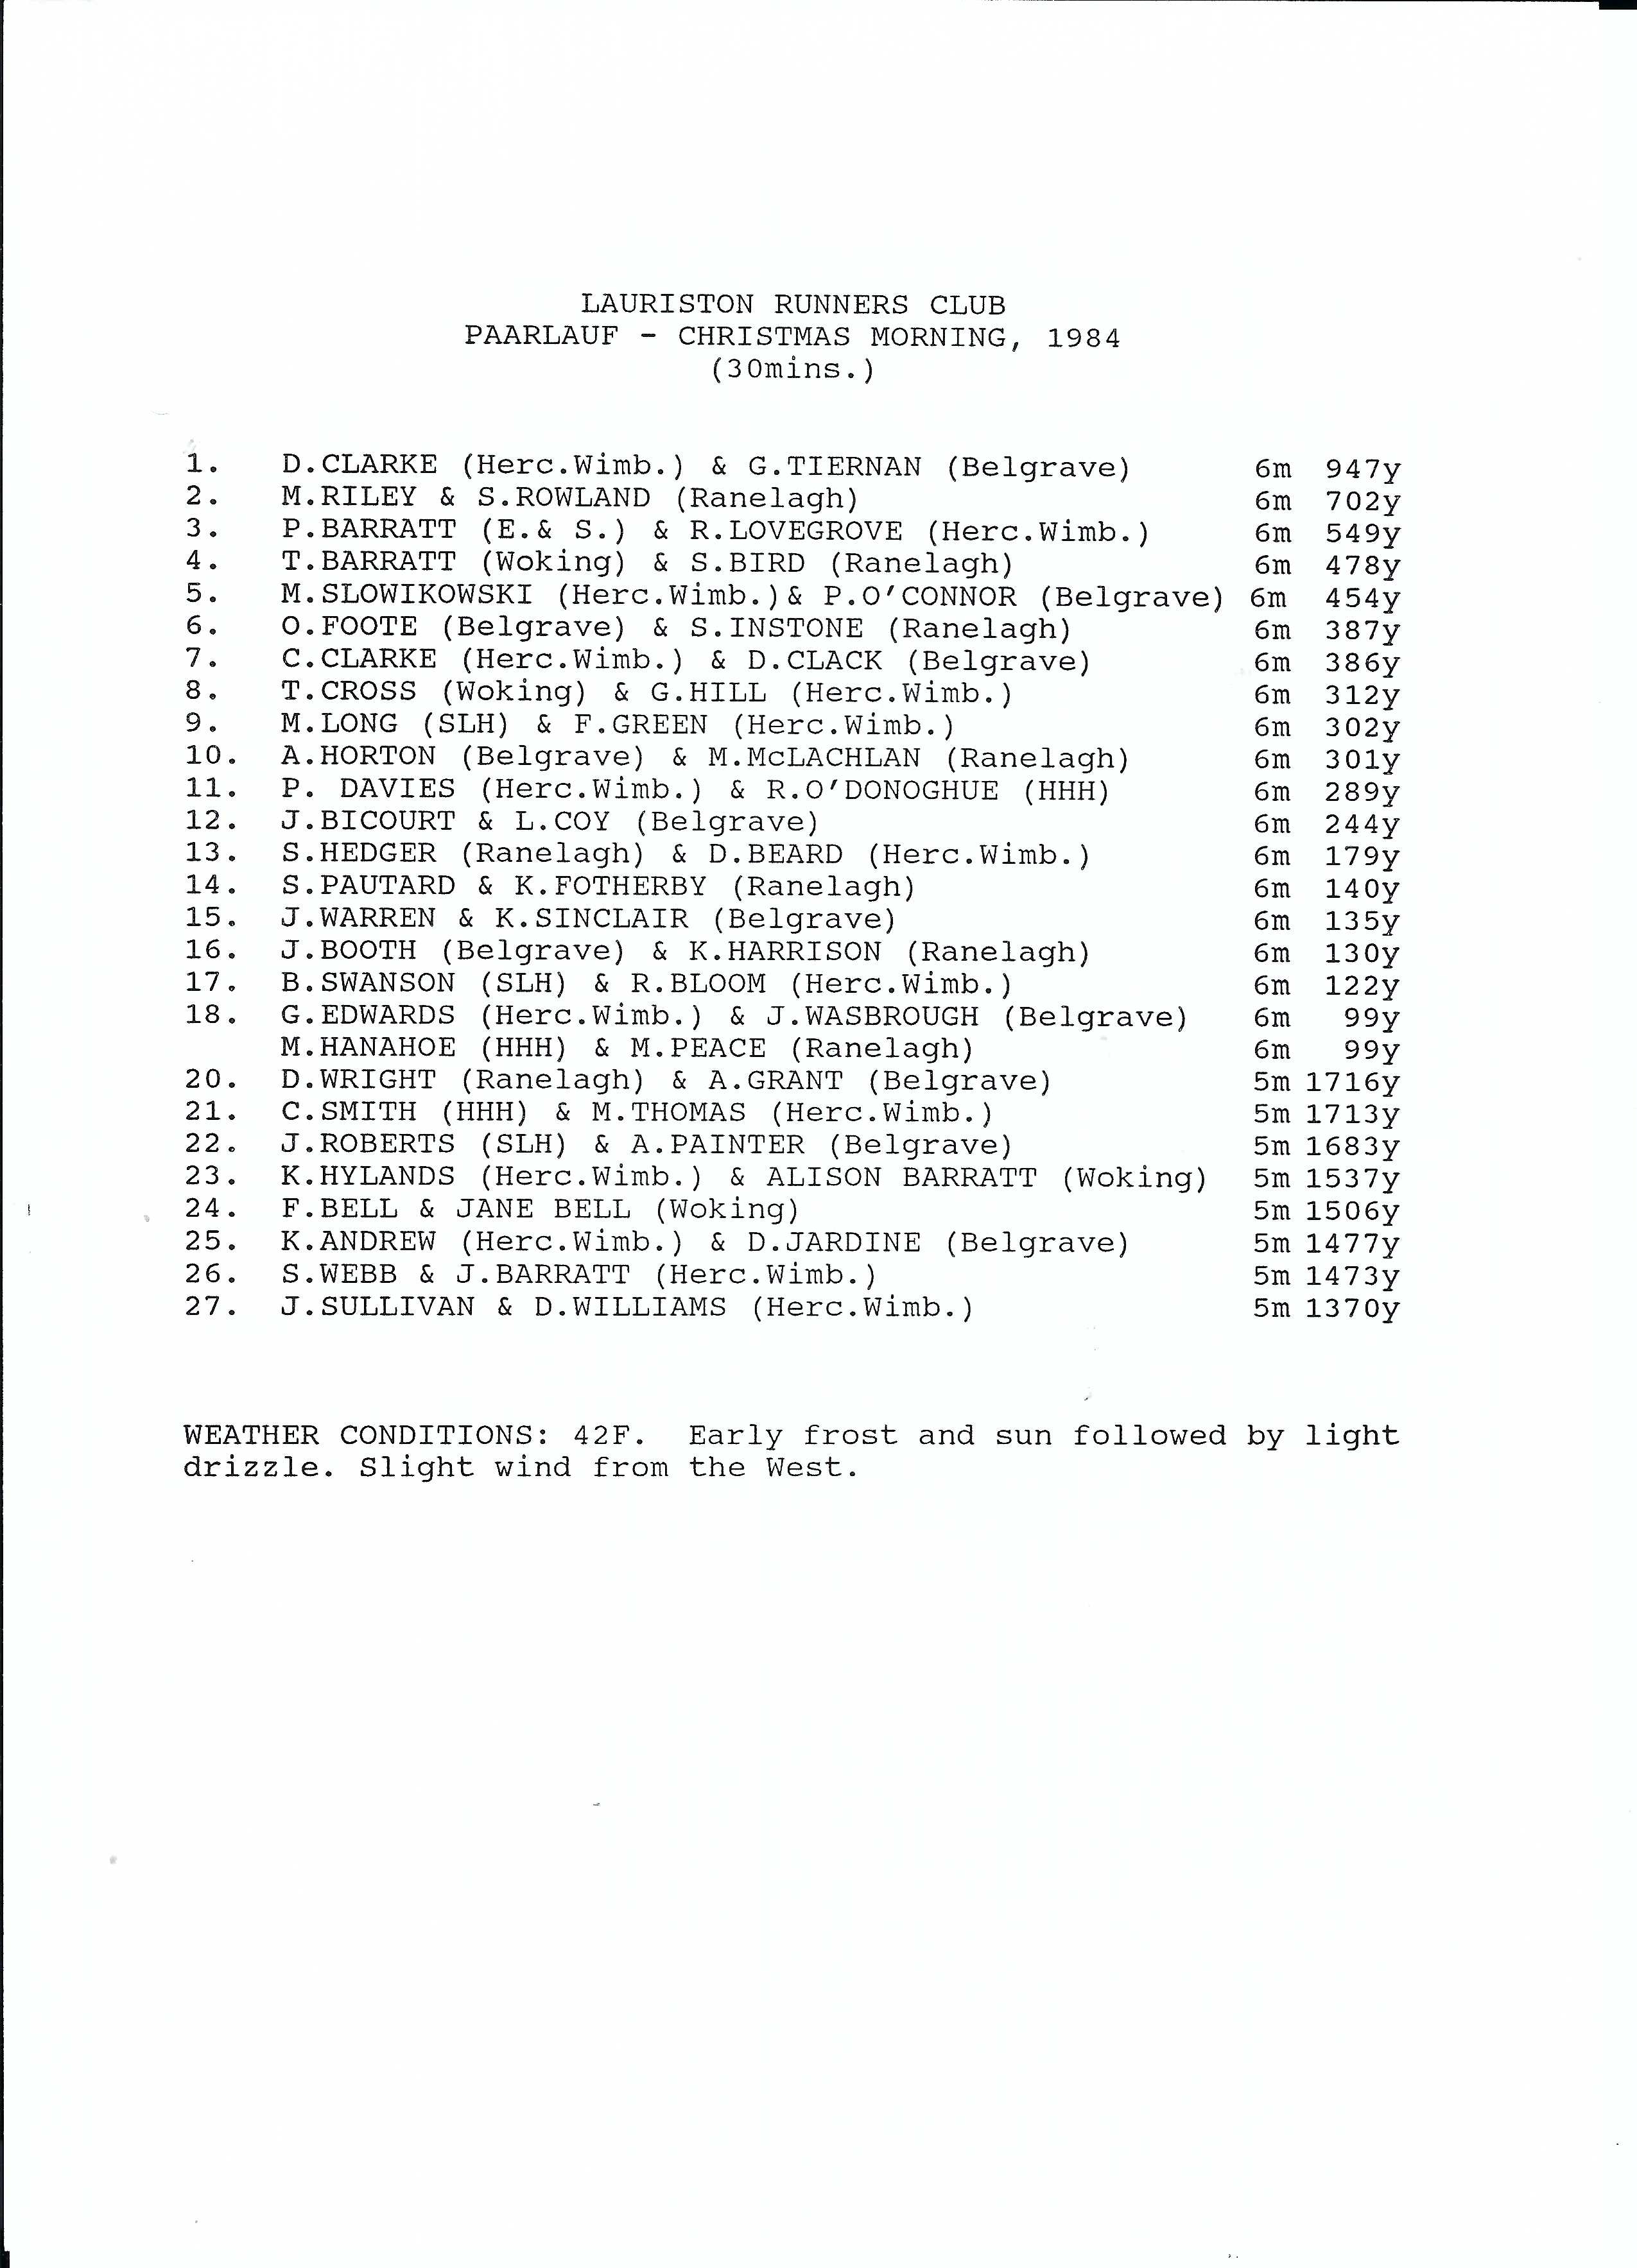 LAURISTON RUNNERS CLUB
PAARLAUF - CHRISTMAS MORNING, 1984
(30mins.)
1. D.CLARKE (Herc.Wimb.) & G.TIERNAN (Belgrave) 6m 947y
2. M.RILEY & S.ROWLAND (Ranelagh) 6m 702y
3. P.BARRATT (E.& S.) & R.LOVEGROVE (Herc.Wimb.) 6m 549y
4. T.BARRATT (Woking) & S.BIRD (Ranelagh) 6m 478y
5. M.SLOWIKOWSKI (Herc.Wimb.)& P.O'CONNOR (Belgrave) 6m 454y
6. O.FOOTE (Belgrave) & S.INSTONE (Ranelagh) 6m 387y
7. C.CLARKE (Herc.Wimb.) & D.CLACK (Belgrave) 6m 386y
8. T.CROSS (Woking) & G.HILL (Herc.Wimb.) 6m 312y
9. M.LONG (SLH) & F.GREEN (Herc.Wimb.) 6m 302y
10. A.HORTON (Belgrave) & M.McLACHLAN (Ranelagh) 6m 301y
11. P. DAVIES (Herc.Wimb.) & R.O'DONOGHUE (HHH) 6m 289y
12. J.BICOURT & L.COY (Belgrave) 6m 244y
13. S.HEDGER (Ranelagh) & D.BEARD (Herc.Wimb.) 6m 179y
14. S.PAUTARD & K.FOTHERBY (Ranelagh) 6m 140y
15. J.WARREN & K.SINCLAIR (Belgrave) 6m 135y
16. J.BOOTH (Belgrave) & K.HARRISON (Ranelagh) 6m 130y
17. B.SWANSON (SLH) & R.BLOOM (Herc.Wimb.) 6m 122y
18. G.EDWARDS (Herc.Wimb.) & J.WASBROUGH (Belgrave) 6m 99y
M.HANAHOE (HHH) & M.PEACE (Ranelagh) 6m 99y
20. D.WRIGHT (Ranelagh) & A.GRANT (Belgrave) 5m 1716y
21. C.SMITH (HHH) & M.THOMAS (Herc.Wimb.) 5m 1713y
22. J.ROBERTS (SLH) & A.PAINTER (Belgrave) 5m 1683y
23. K.HYLANDS (Herc.Wimb.) & ALISON BARRATT (Woking) 5m 1537y
24. F.BELL & JANE BELL (Woking) 5m 1506y
25. K.ANDREW (Herc.Wimb.) & D.JARDINE (Belgrave) 5m 1477y
26. S.WEBB & J.BARRATT (Herc.Wimb.) 5m 1473y
27. J.SULLIVAN & D.WILLIAMS (Herc.Wimb.) 5m 1370y
WEATHER CONDITIONS: 42F. Early frost and sun followed by light
drizzle. Slight wind from the West.